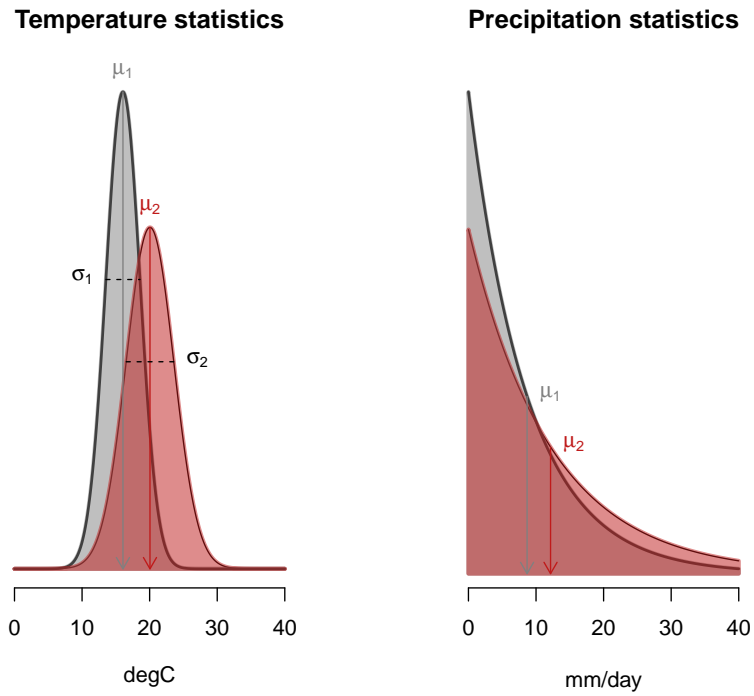 Temperature statistics
μ1
μ2
σ1
σ2
0 10 20 30 40
degC
Precipitation statistics
μ1
μ2
0 10 20 30 40
mm/day